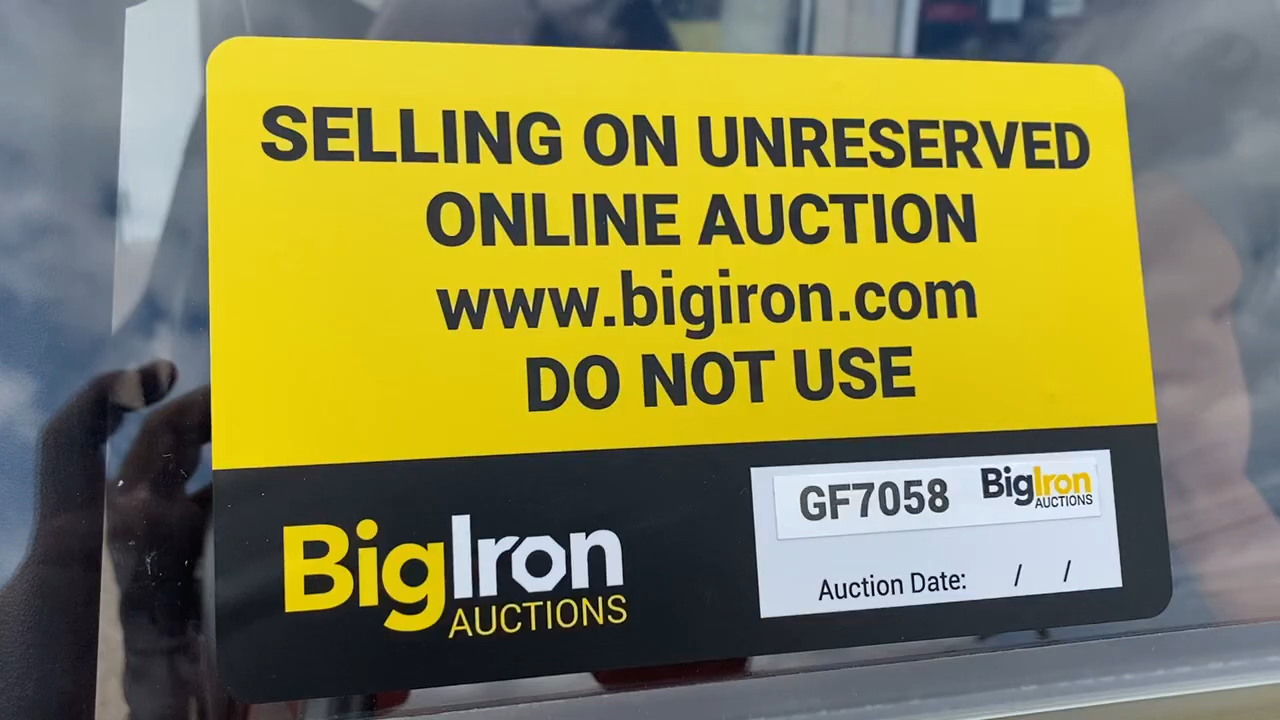 SELLING ON UNRESERVED
ONLINE AUCTION
www.bigiron.com
DO NOT USE
BigIron
AUCTIONS
GF7058
BigIron
AUCTIONS
Auction Date: / /